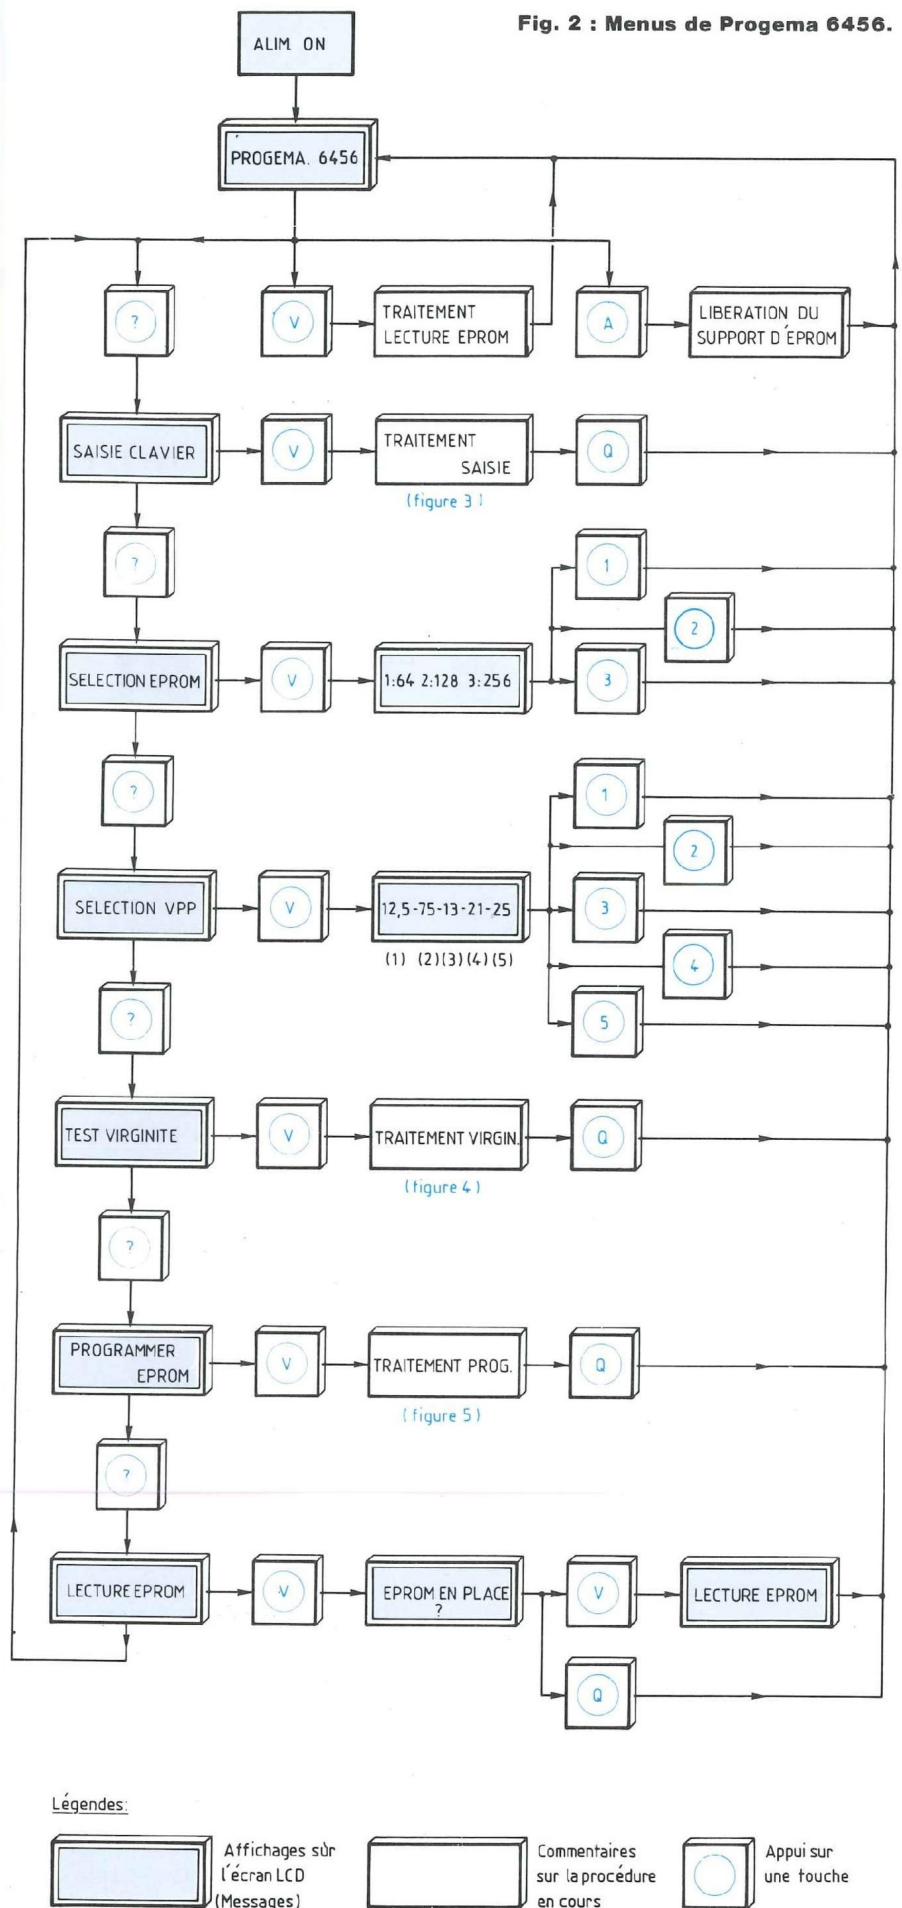 Fig. 2 : Menus de Progema 6456.
ALIM. ON
PROGEMA. 6456
?
V
TRAITEMENT
LECTURE EPROM
A
LIBERATION DU
SUPPORT D'ÉPROM
SAISIE CLAVIER
V
TRAITEMENT
SAISIE
Q
(figure 3)
?
1
2
SELECTION EPROM
V
1:64 2:128 3:256
3
?
1
2
SELECTION VPP
V
12,5-75-13-21-25
3
(1) (2)(3)(4)(5)
4
?
5
TEST VIRGINITE
V
TRAITEMENT VIRGIN.
Q
(figure 4)
?
PROGRAMMER
EPROM
V
TRAITEMENT PROG.
Q
(figure 5)
?
LECTURE EPROM
V
EPROM EN PLACE
?
V
LECTURE EPROM
Q
Légendes:
Affichages sur
l'écran LCD
(Messages)
Commentaires
sur la procédure
en cours
Appui sur
une touche